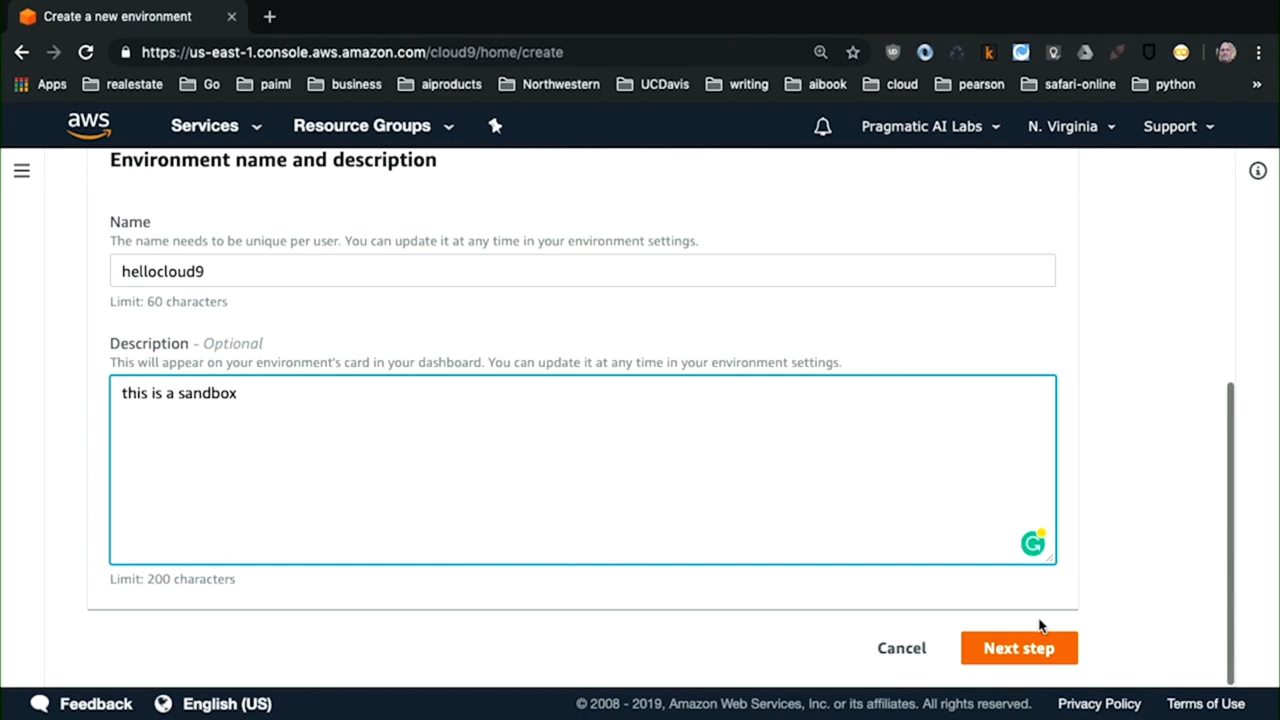 Create a new environment
https://us-east-1.console.aws.amazon.com/cloud9/home/create
Apps realestate Go paiml business aiproducts Northwestern UCDavis writing aibook cloud pearson safari-online python »
aws Services Resource Groups Pragmatic AI Labs N. Virginia Support
Environment name and description
Name
The name needs to be unique per user. You can update it at any time in your environment settings.
hellocloud9
Limit: 60 characters
Description - Optional
This will appear on your environment's card in your dashboard. You can update it at any time in your environment settings.
this is a sandbox
Limit: 200 characters
Cancel Next step
Feedback English (US) © 2008 - 2019, Amazon Web Services, Inc. or its affiliates. All rights reserved. Privacy Policy Terms of Use